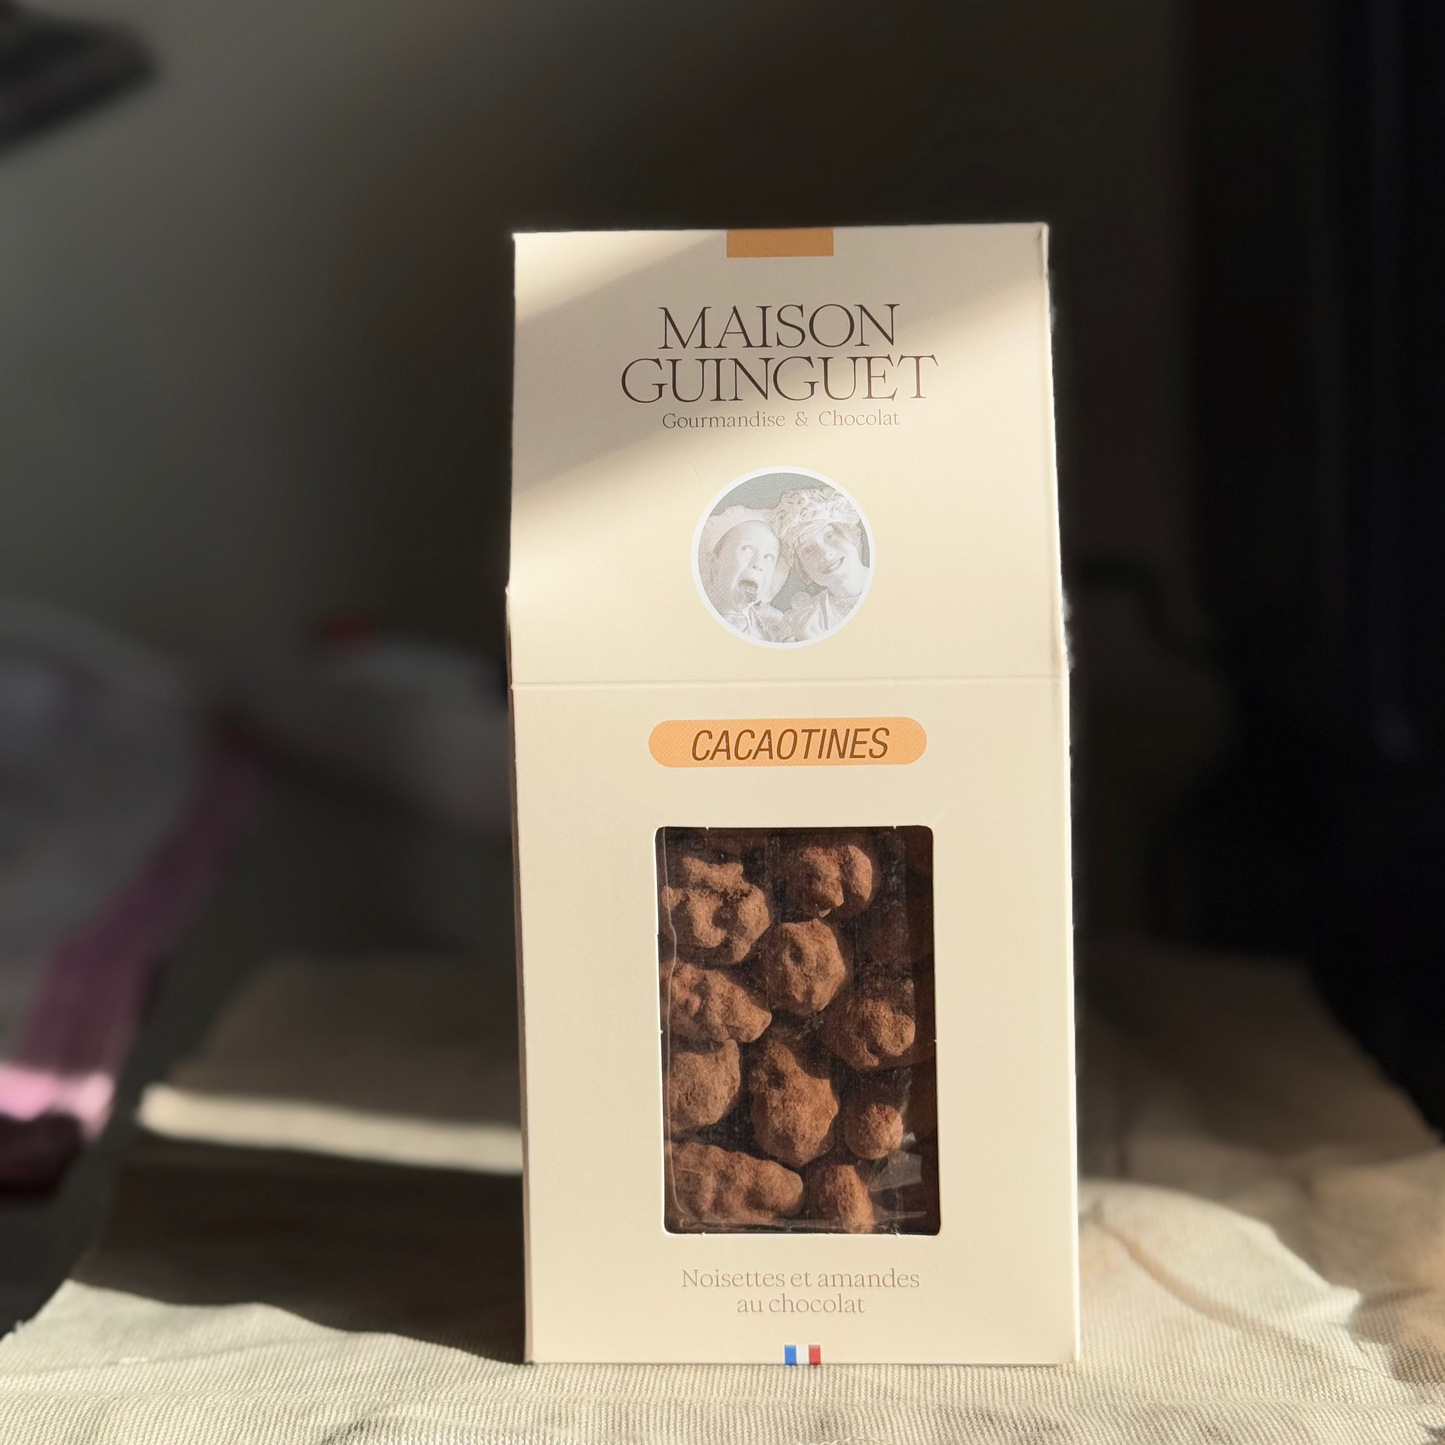 MAISON
GUINGUET
Gourmandise & Chocolat
CACAOTINES
Noisettes et amandes
au chocolat